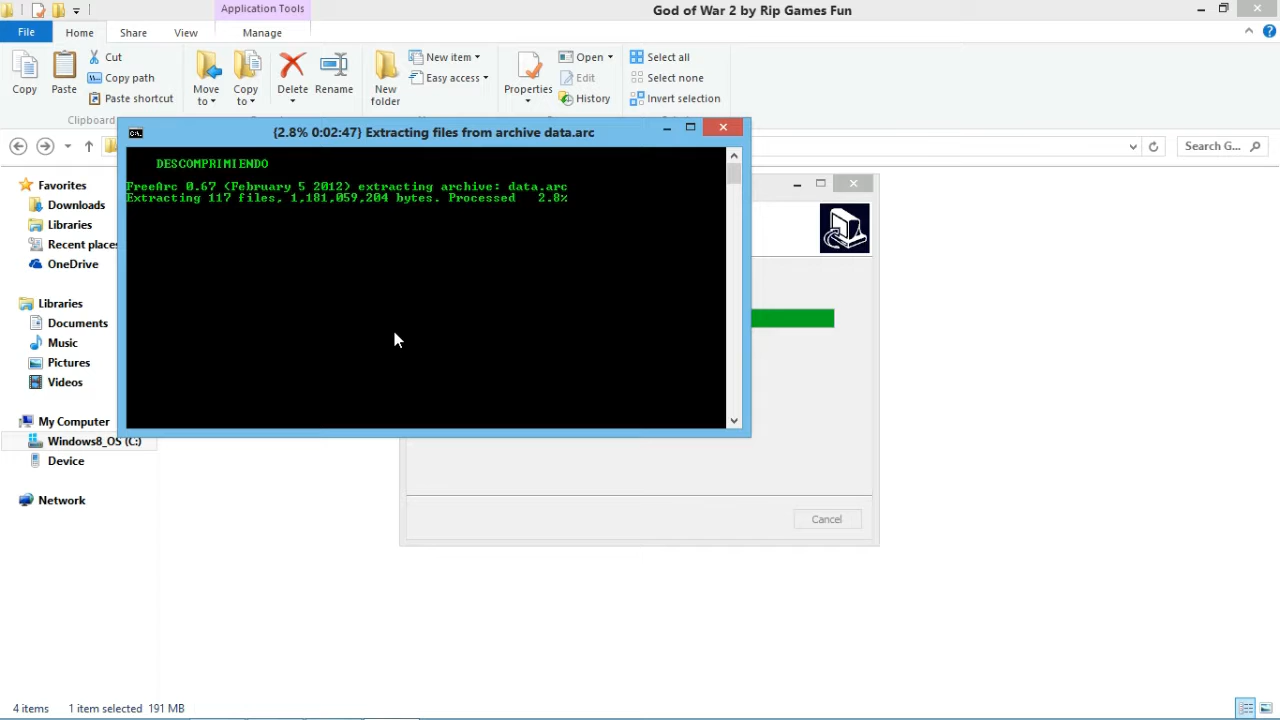 Application Tools
God of War 2 by Rip Games Fun
File
Home
Share
View
Manage
Copy
Paste
Cut
Copy path
Paste shortcut
Move to
Copy to
Delete
Rename
New folder
New item
Easy access
Properties
Open
Edit
History
Select all
Select none
Invert selection
Clipboard
{2.8% 0:02:47} Extracting files from archive data.arc
C:\.
Search G...
DESCOMPRIMIENDO
FreeArc 0.67 (February 5 2012) extracting archive: data.arc
Extracting 117 files, 1,181,059,204 bytes. Processed 2.8%
Favorites
Downloads
Libraries
Recent places
OneDrive
Libraries
Documents
Music
Pictures
Videos
My Computer
Windows8_OS (C:)
Device
Network
Cancel
4 items
1 item selected 191 MB